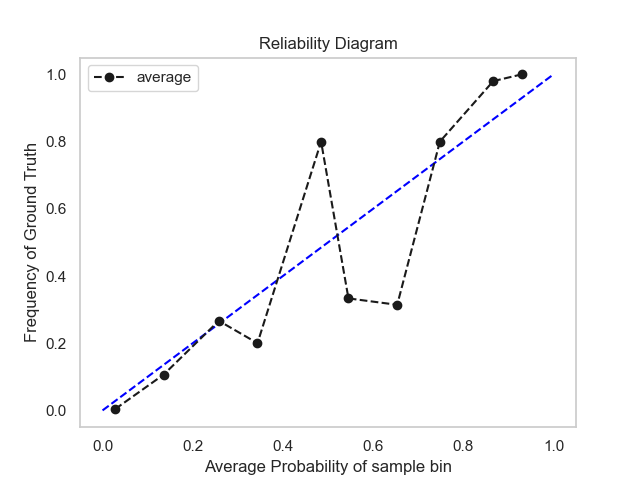 Reliability Diagram
average
Frequency of Ground Truth
1.0
0.8
0.6
0.4
0.2
0.0
0.0 0.2 0.4 0.6 0.8 1.0
Average Probability of sample bin